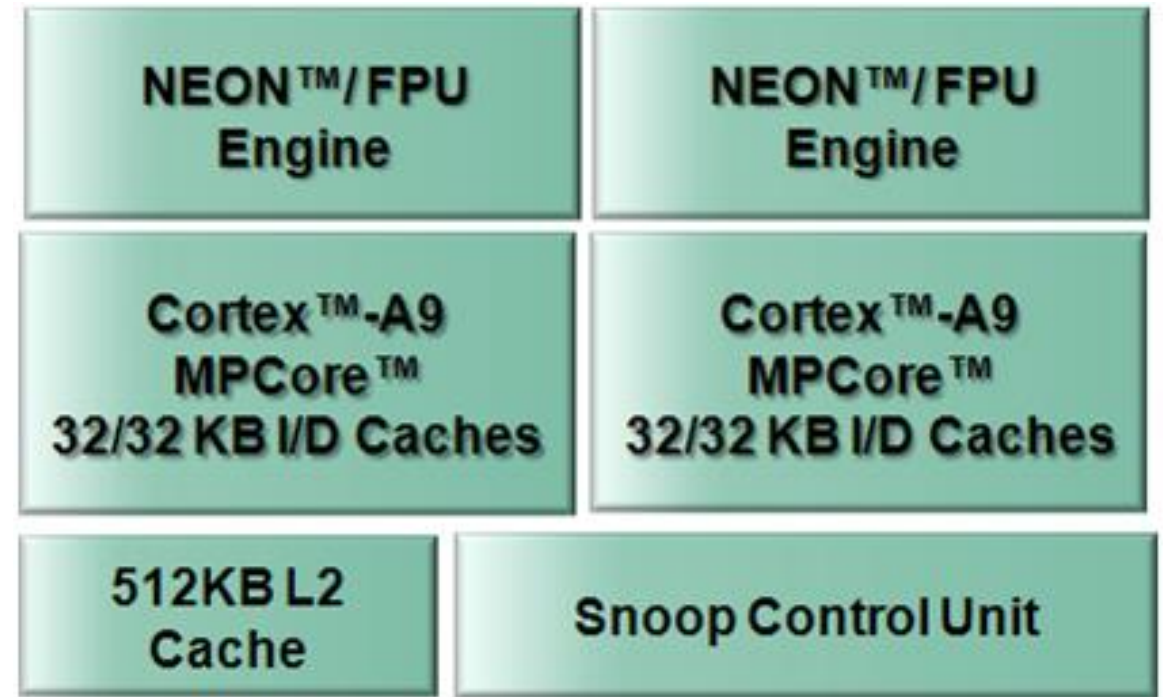 NEON™/FPU
Engine
NEON™/FPU
Engine
Cortex™-A9
MPCore™
32/32 KB I/D Caches
Cortex™-A9
MPCore™
32/32 KB I/D Caches
512KB L2
Cache
Snoop Control Unit